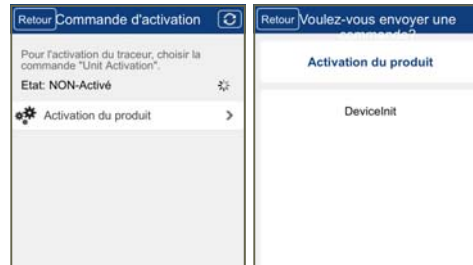 Retour Commande d'activation
Pour l'activation du traceur, choisir la
commande "Unit Activation".
Etat: NON-Activé
Activation du produit
Retour Voulez-vous envoyer une
commande?
Activation du produit
DeviceInit